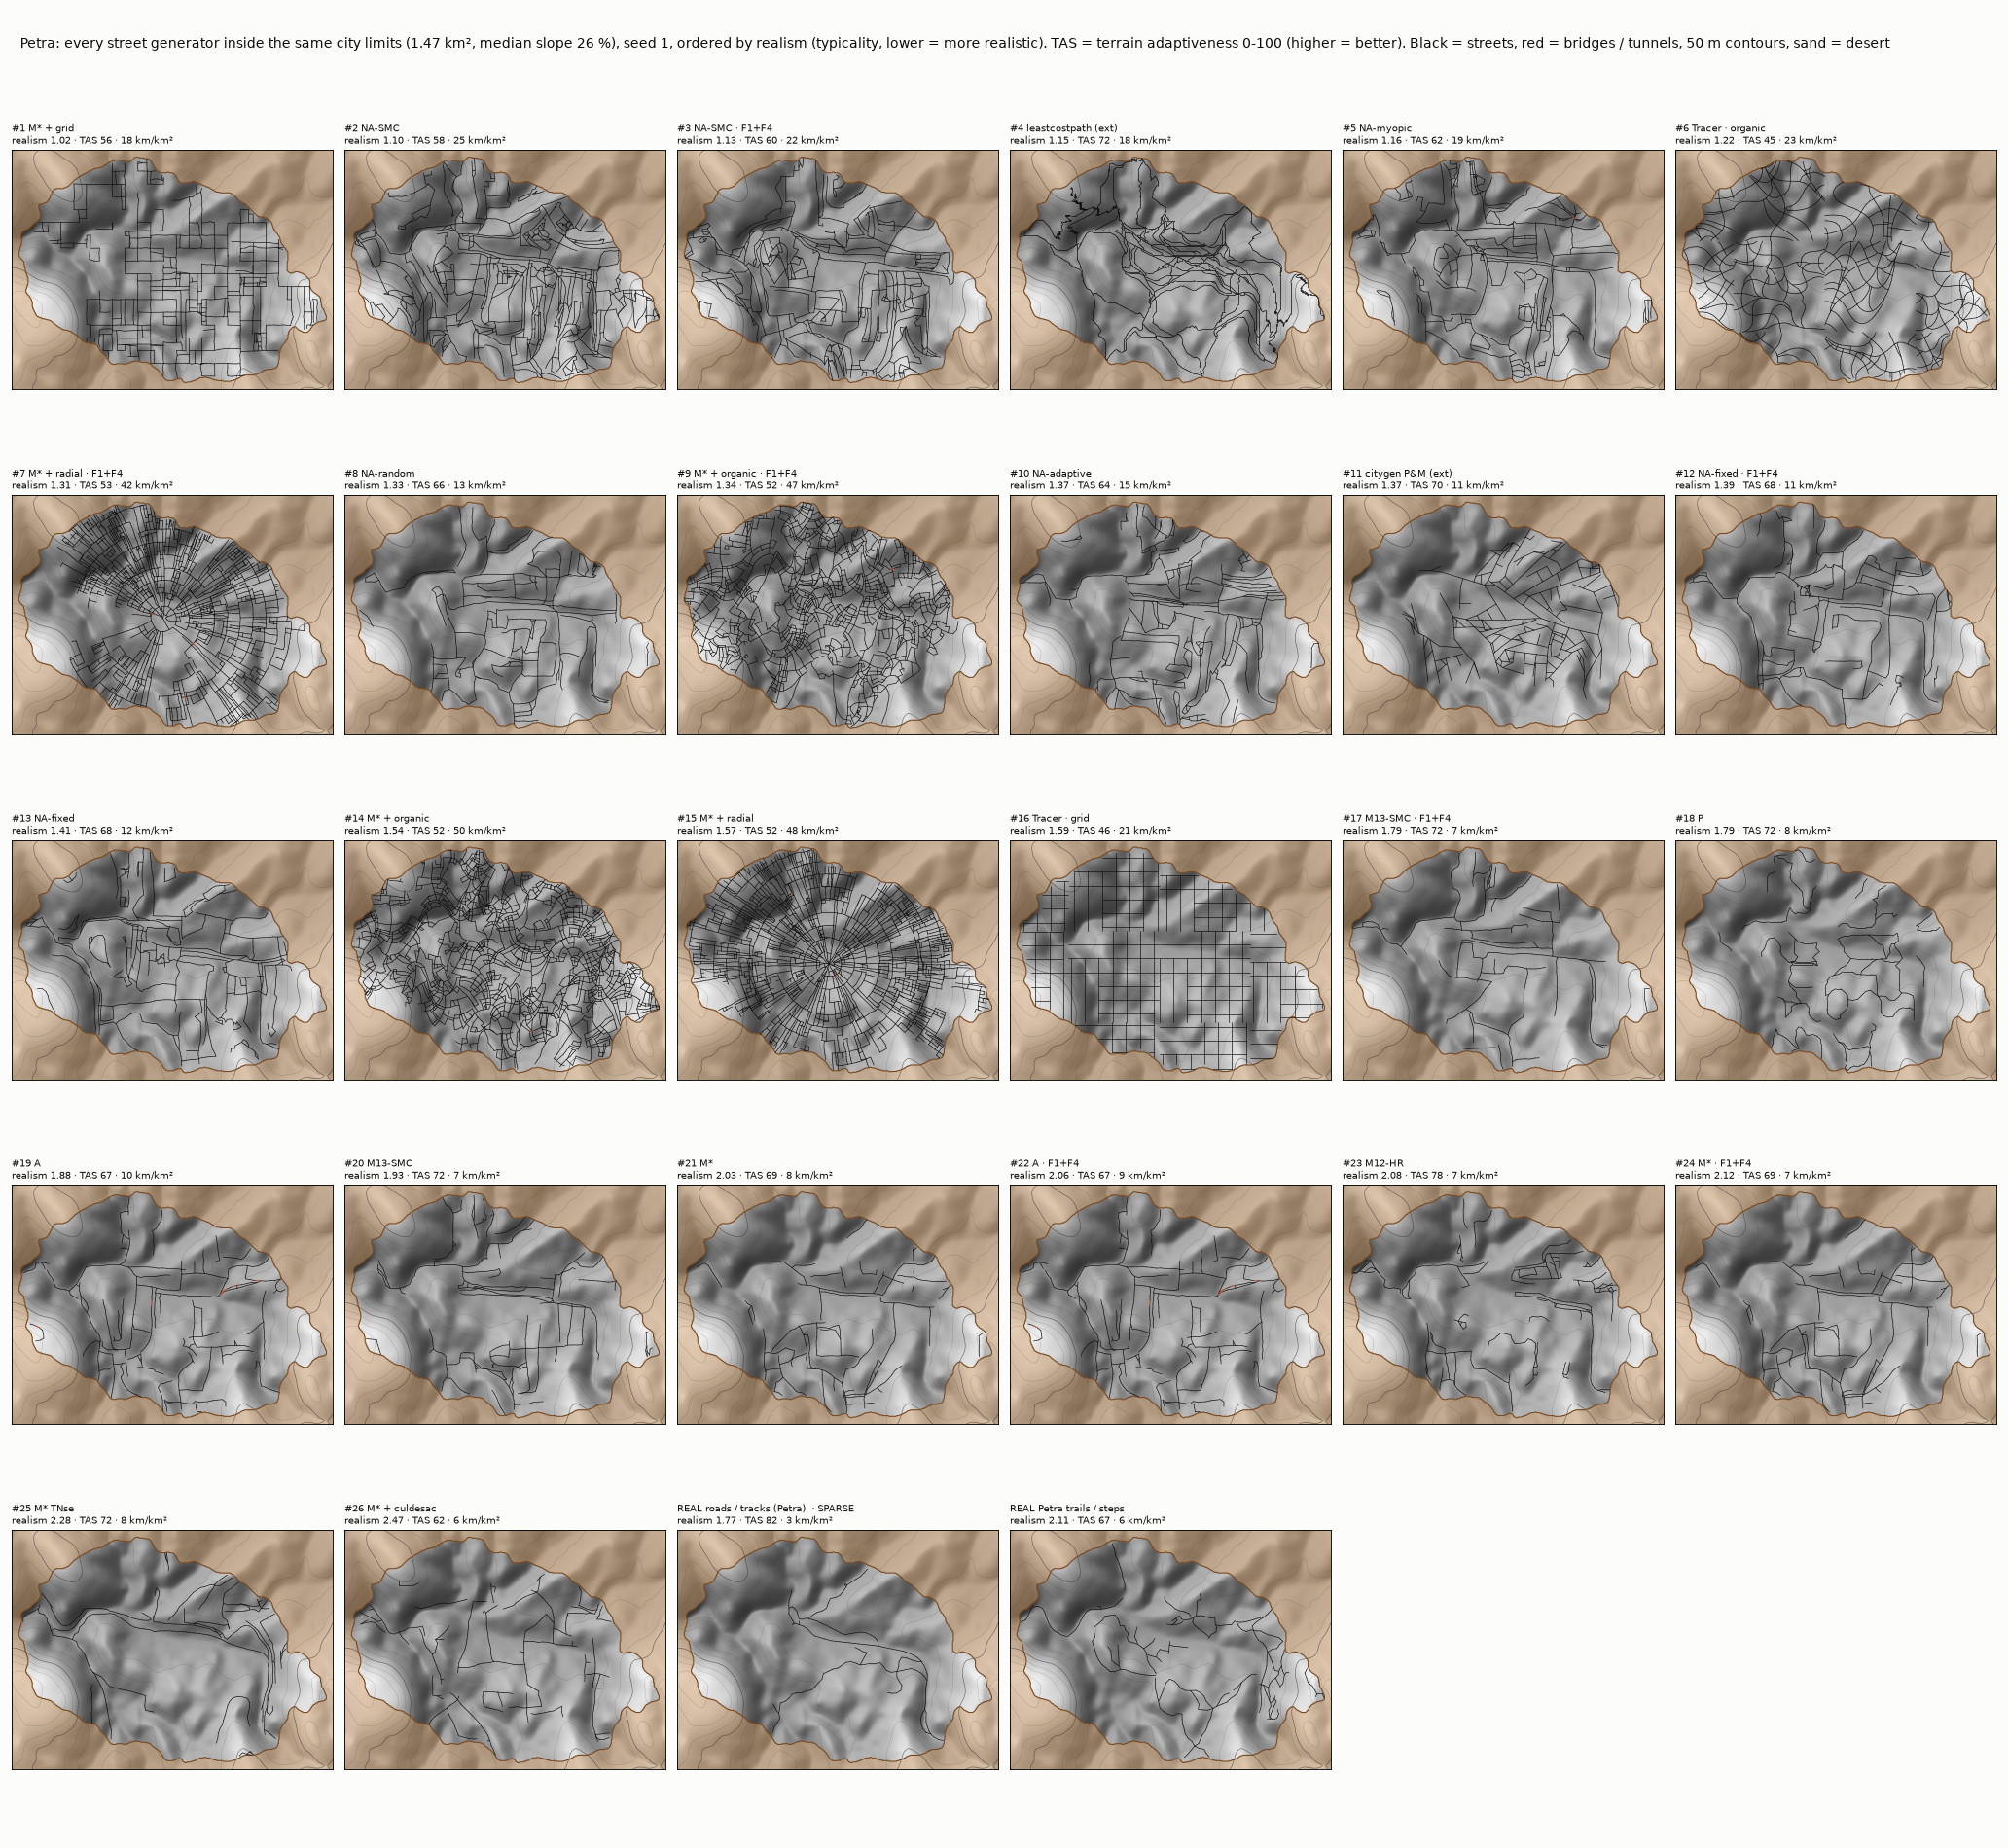 Petra: every street generator inside the same city limits (1.47 km², median slope 26 %), seed 1, ordered by realism (typicality, lower = more realistic). TAS = terrain adaptiveness 0-100 (higher = better). Black = streets, red = bridges / tunnels, 50 m contours, sand = desert
#1 M* + grid
realism 1.02 · TAS 56 · 18 km/km²
#2 NA-SMC
realism 1.10 · TAS 58 · 25 km/km²
#3 NA-SMC · F1+F4
realism 1.13 · TAS 60 · 22 km/km²
#4 leastcostpath (ext)
realism 1.15 · TAS 72 · 18 km/km²
#5 NA-myopic
realism 1.16 · TAS 62 · 19 km/km²
#6 Tracer · organic
realism 1.22 · TAS 45 · 23 km/km²
#7 M* + radial · F1+F4
realism 1.31 · TAS 53 · 42 km/km²
#8 NA-random
realism 1.33 · TAS 66 · 13 km/km²
#9 M* + organic · F1+F4
realism 1.34 · TAS 52 · 47 km/km²
#10 NA-adaptive
realism 1.37 · TAS 64 · 15 km/km²
#11 citygen P&M (ext)
realism 1.37 · TAS 70 · 11 km/km²
#12 NA-fixed · F1+F4
realism 1.39 · TAS 68 · 11 km/km²
#13 NA-fixed
realism 1.41 · TAS 68 · 12 km/km²
#14 M* + organic
realism 1.54 · TAS 52 · 50 km/km²
#15 M* + radial
realism 1.57 · TAS 52 · 48 km/km²
#16 Tracer · grid
realism 1.59 · TAS 46 · 21 km/km²
#17 M13-SMC · F1+F4
realism 1.79 · TAS 72 · 7 km/km²
#18 P
realism 1.79 · TAS 72 · 8 km/km²
#19 A
realism 1.88 · TAS 67 · 10 km/km²
#20 M13-SMC
realism 1.93 · TAS 72 · 7 km/km²
#21 M*
realism 2.03 · TAS 69 · 8 km/km²
#22 A · F1+F4
realism 2.06 · TAS 67 · 9 km/km²
#23 M12-HR
realism 2.08 · TAS 78 · 7 km/km²
#24 M* · F1+F4
realism 2.12 · TAS 69 · 7 km/km²
#25 M* TNse
realism 2.28 · TAS 72 · 8 km/km²
#26 M* + culdesac
realism 2.47 · TAS 62 · 6 km/km²
REAL roads / tracks (Petra) · SPARSE
realism 1.77 · TAS 82 · 3 km/km²
REAL Petra trails / steps
realism 2.11 · TAS 67 · 6 km/km²